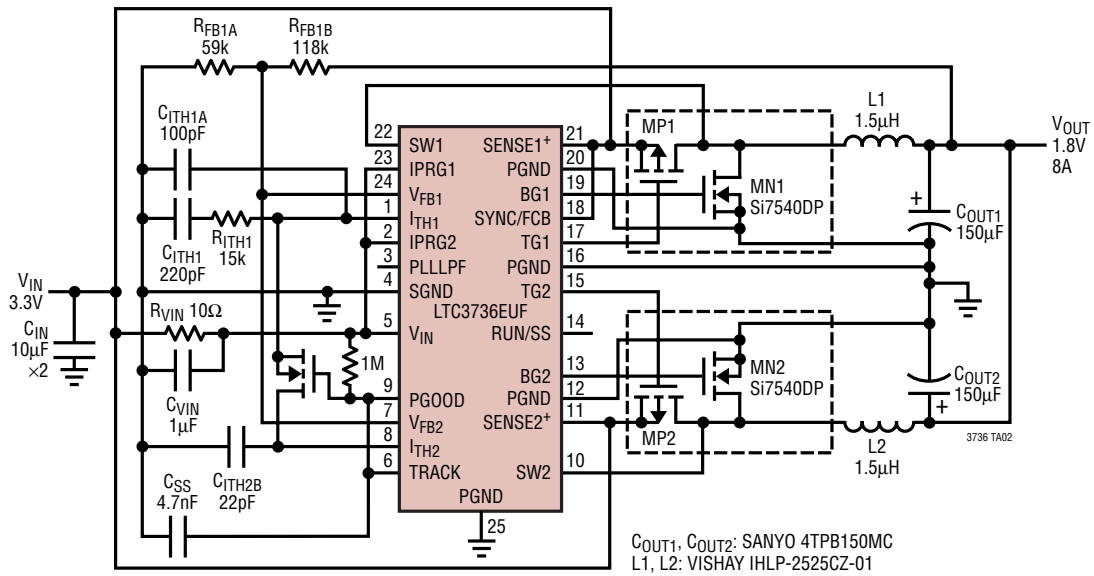 RFB1A
59k
RFB1B
118k
CITH1A
100pF
CITH1
220pF
RITH1
15k
VIN
3.3V
CIN
10µF
×2
RVIN 10Ω
CVIN
1µF
CSS
4.7nF
CITH2B
22pF
1M
22 SW1
23 IPRG1
24 VFB1
1 ITH1
2 IPRG2
3 PLLLPF
4 SGND
5 VIN
9 PGOOD
7 VFB2
8 ITH2
6 TRACK
LTC3736EUF
SENSE1+ 21
PGND 20
BG1 19
SYNC/FCB 18
TG1 17
PGND 16
TG2 15
RUN/SS 14
BG2 13
PGND 12
SENSE2+ 11
SW2 10
PGND
25
MP1
MN1
Si7540DP
MN2
Si7540DP
MP2
L1
1.5µH
VOUT
1.8V
8A
+
COUT1
150µF
COUT2
150µF
+
L2
1.5µH
3736 TA02
COUT1, COUT2: SANYO 4TPB150MC
L1, L2: VISHAY IHLP-2525CZ-01